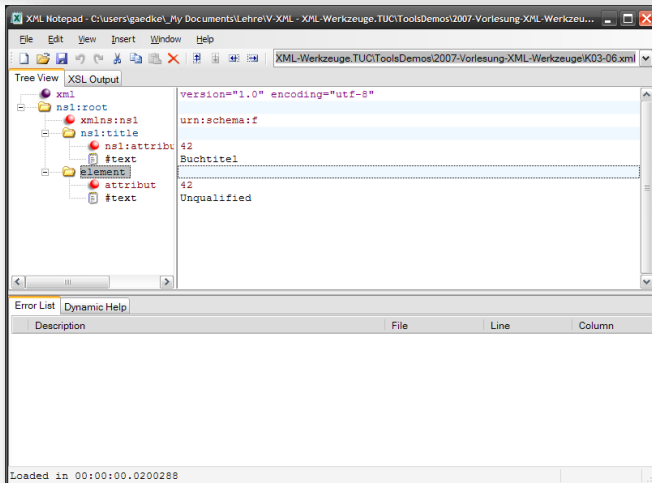 XML Notepad - C:\users\gaedke\_My Documents\Lehre\V-XML - XML-Werkzeuge.TUC\ToolsDemos\2007-Vorlesung-XML-Werkzeu...
File Edit View Insert Window Help
XML-Werkzeuge.TUC\ToolsDemos\2007-Vorlesung-XML-Werkzeuge\K03-06.xml
Tree View XSL Output
xml version="1.0" encoding="utf-8"
ns1:root
xmlns:ns1 urn:schema:f
ns1:title
ns1:attribu 42
#text Buchtitel
element
attribut 42
#text Unqualified
Error List Dynamic Help
Description File Line Column
Loaded in 00:00:00.0200288